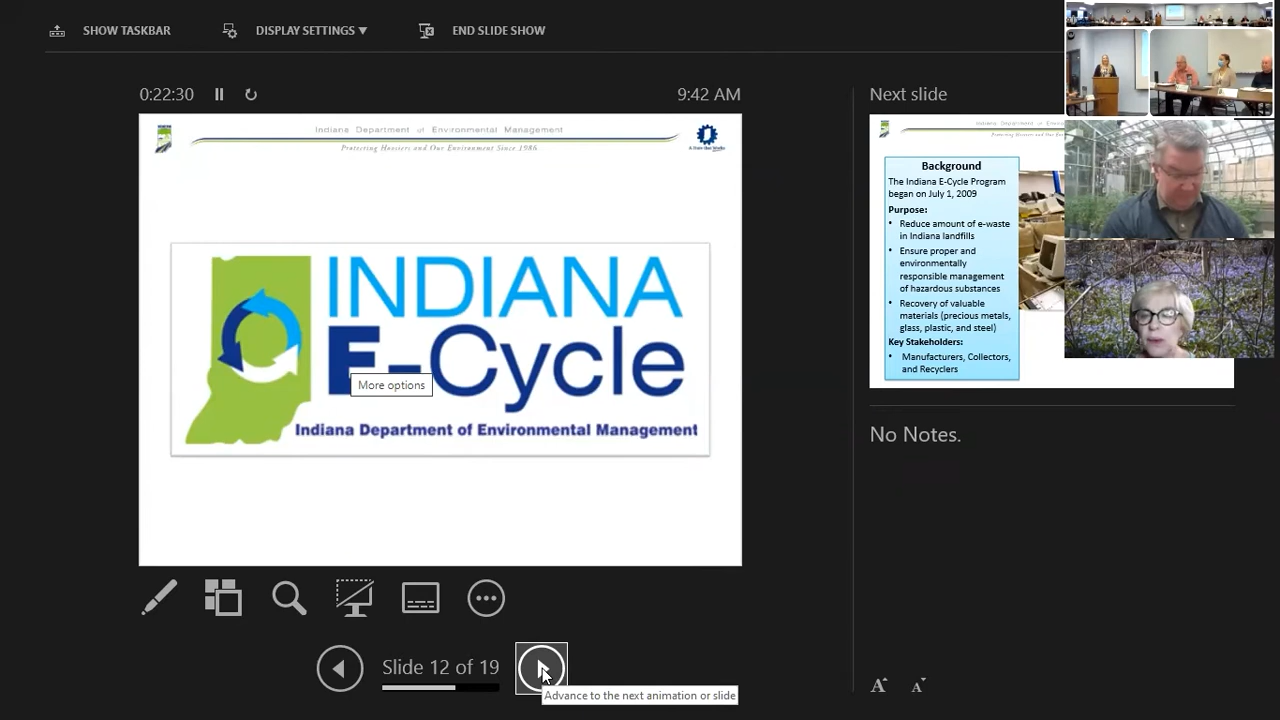 SHOW TASKBAR
DISPLAY SETTINGS ▾
END SLIDE SHOW
0:22:30
9:42 AM
Indiana Department of Environmental Management
Protecting Hoosiers and Our Environment Since 1986
A State that Works
INDIANA
E-Cycle
Indiana Department of Environmental Management
More options
Slide 12 of 19
Advance to the next animation or slide
Next slide
Background
The Indiana E-Cycle Program
began on July 1, 2009
Purpose:
• Reduce amount of e-waste
in Indiana landfills
• Ensure proper and
environmentally
responsible management
of hazardous substances
• Recovery of valuable
materials (precious metals,
glass, plastic, and steel)
Key Stakeholders:
• Manufacturers, Collectors,
and Recyclers
No Notes.
A A